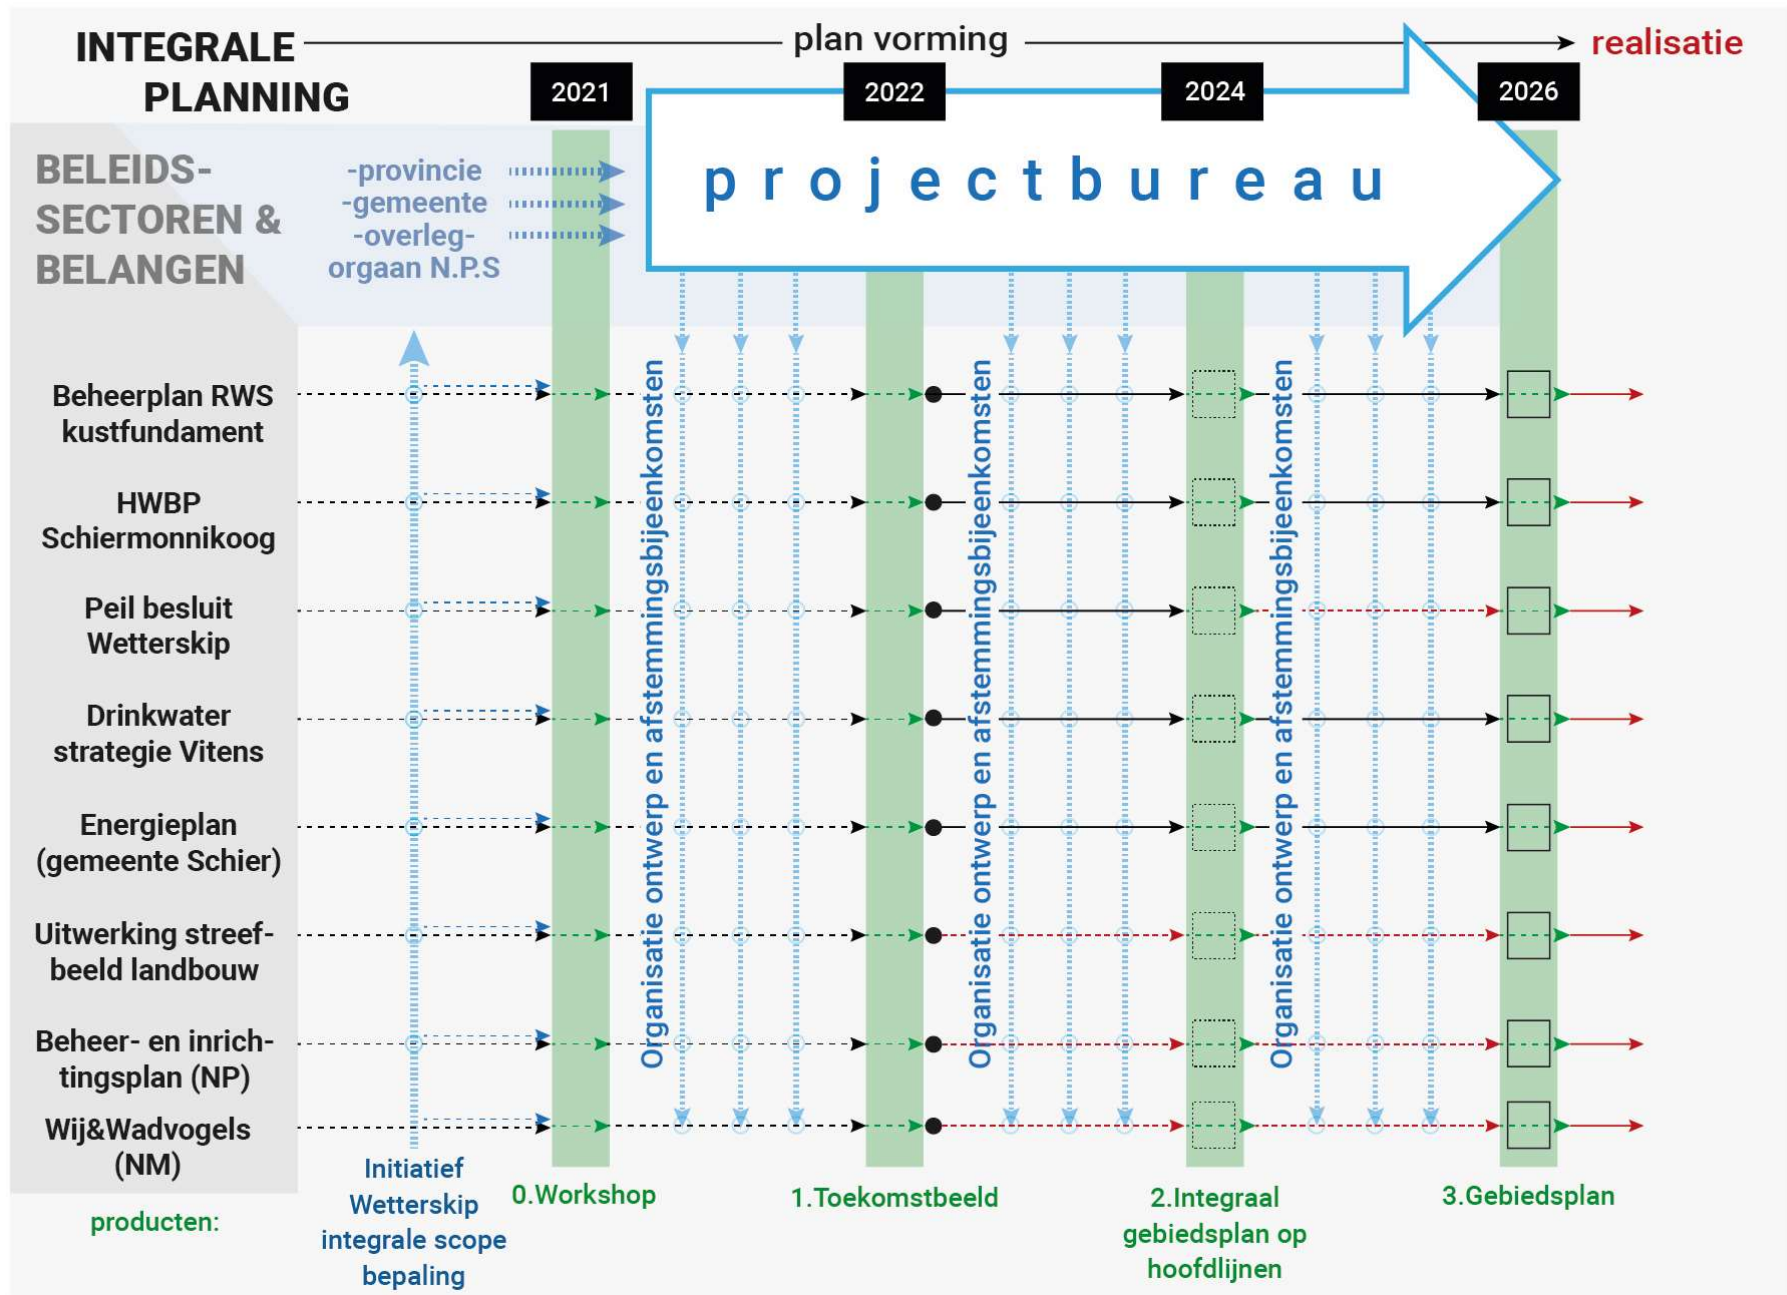 INTEGRALE
PLANNING
plan vorming
realisatie
2021
2022
2024
2026
BELEIDS-
SECTOREN &
BELANGEN
-provincie
-gemeente
-overleg-
orgaan N.P.S
projectbureau
Beheerplan RWS
kustfundament
HWBP
Schiermonnikoog
Peil besluit
Wetterskip
Drinkwater
strategie Vitens
Energieplan
(gemeente Schier)
Uitwerking streef-
beeld landbouw
Beheer- en inrich-
tingsplan (NP)
Wij&Wadvogels
(NM)
Organisatie ontwerp en afstemmingsbijeenkomsten
Organisatie ontwerp en afstemmingsbijeenkomsten
Organisatie ontwerp en afstemmingsbijeenkomsten
producten:
Initiatief
Wetterskip
integrale scope
bepaling
0.Workshop
1.Toekomstbeeld
2.Integraal
gebiedsplan op
hoofdlijnen
3.Gebiedsplan